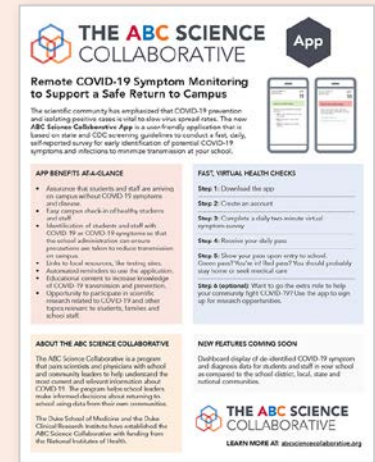 THE ABC SCIENCE
COLLABORATIVE
App
Remote COVID-19 Symptom Monitoring
to Support a Safe Return to Campus
The scientific community has emphasized that COVID-19 prevention
and isolating positive cases is vital to slow virus spread rates. The new
ABC Science Collaborative App is a user-friendly application that is
based on state and CDC screening guidelines to conduct a fast, daily,
self-reported survey for early identification of potential COVID-19
symptoms and infections to minimize transmission at your school.
APP BENEFITS AT-A-GLANCE
• Assurance that students and staff are arriving
on campus without COVID-19 symptoms
and disease.
• Easy campus check-in of healthy students
and staff.
• Identification of students and staff with
COVID-19 or COVID-19 symptoms so that
the school administration can ensure
precautions are taken to reduce transmission
on campus.
• Links to local resources, like testing sites.
• Automated reminders to use the application.
• Educational content to increase knowledge
of COVID-19 transmission and prevention.
• Opportunity to participate in scientific
research related to COVID-19 and other
topics relevant to students, families and
school staff.
FAST, VIRTUAL HEALTH CHECKS
Step 1: Download the app
Step 2: Create an account
Step 3: Complete a daily two minute virtual
symptom survey
Step 4: Receive your daily pass
Step 5: Show your pass upon entry to school.
Green pass? You're in! Red pass? You should probably
stay home or seek medical care
Step 6 (optional): Want to go the extra mile to help
your community fight COVID-19? Use the app to sign
up for research opportunities.
ABOUT THE ABC SCIENCE COLLABORATIVE
The ABC Science Collaborative is a program
that pairs scientists and physicians with school
and community leaders to help understand the
most current and relevant information about
COVID-19. The program helps school leaders
make informed decisions about returning to
school using data from their own communities.
The Duke School of Medicine and the Duke
Clinical Research Institute have established the
ABC Science Collaborative with funding from
the National Institutes of Health.
NEW FEATURES COMING SOON
Dashboard display of de-identified COVID-19 symptom
and diagnosis data for students and staff in your school
as compared to the school district, local, state and
national communities.
THE ABC SCIENCE
COLLABORATIVE
LEARN MORE AT: abcsciencecollaborative.org